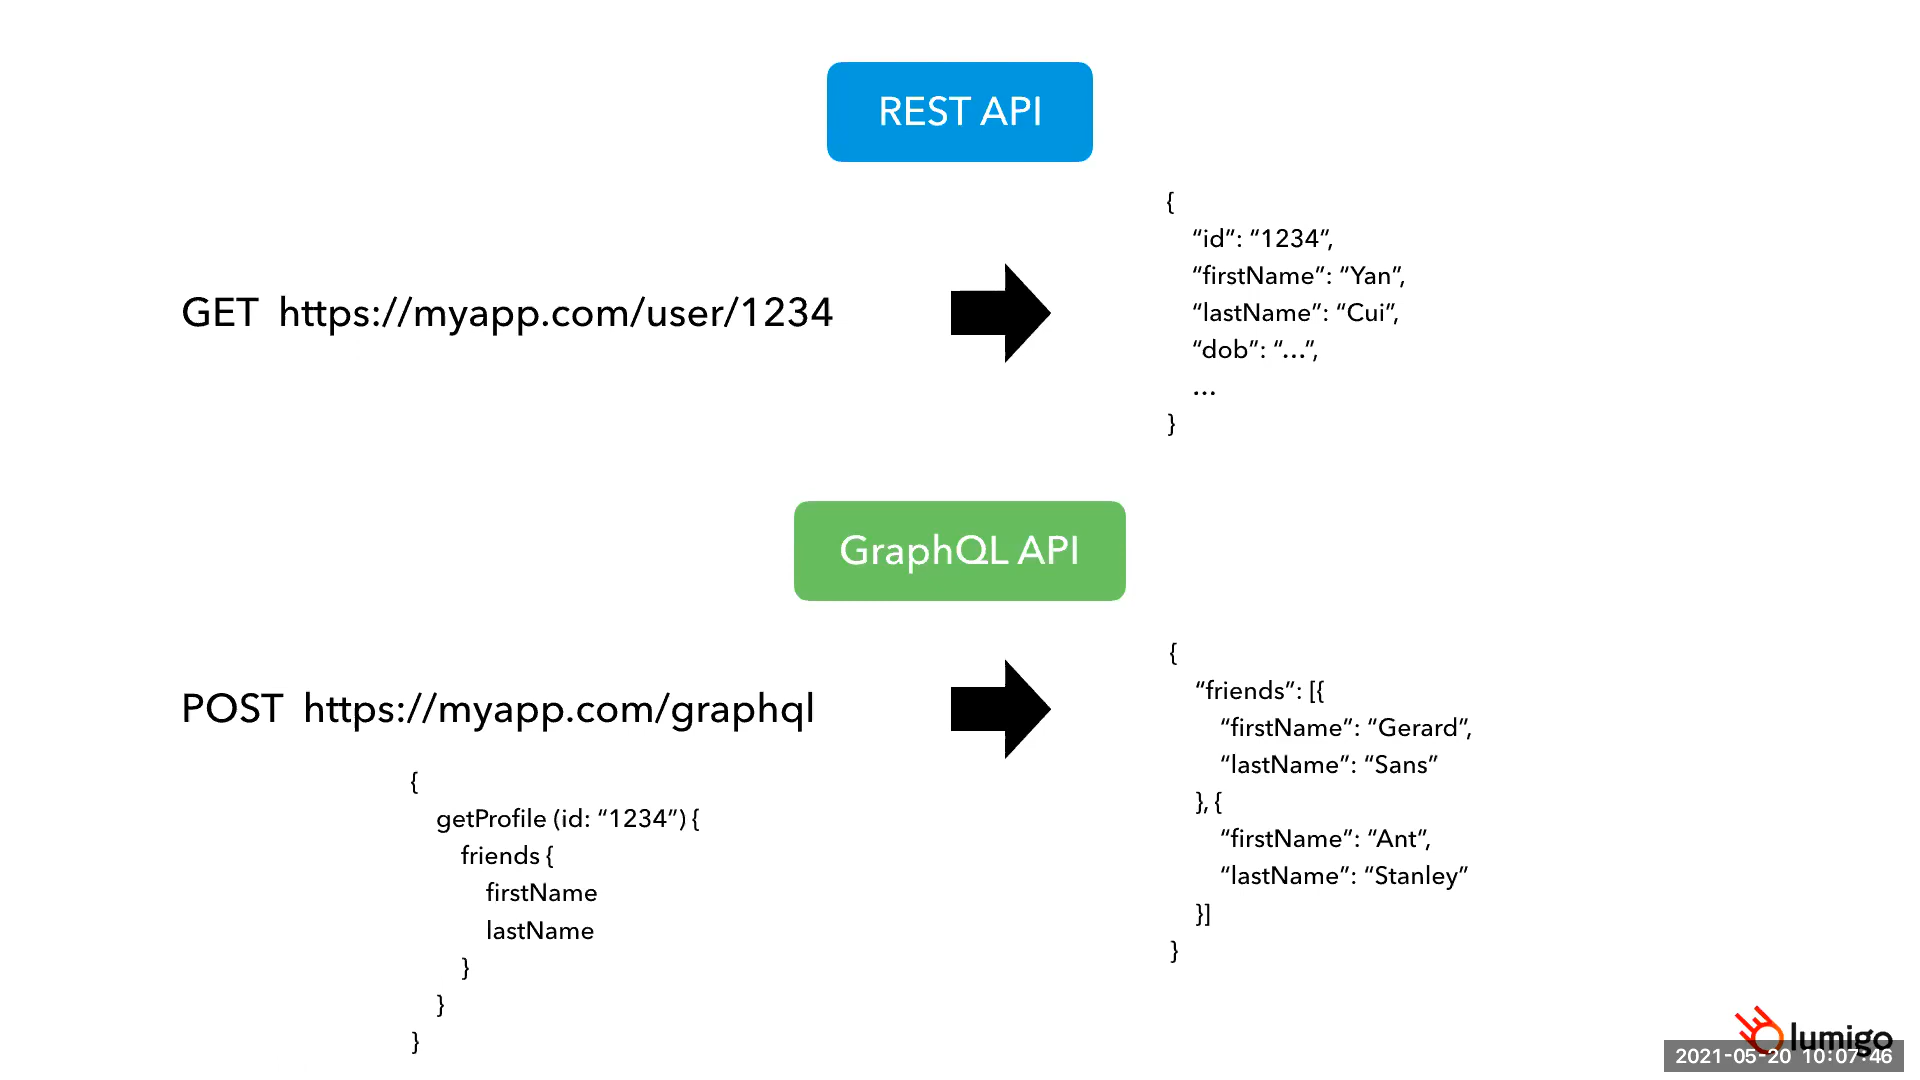 REST API
GET https://myapp.com/user/1234
{
“id”: “1234”,
“firstName”: “Yan”,
“lastName”: “Cui”,
“dob”: “…”,
…
}
GraphQL API
POST https://myapp.com/graphql
{
getProfile (id: “1234”) {
friends {
firstName
lastName
}
}
}
{
“friends”: [{
“firstName”: “Gerard”,
“lastName”: “Sans”
}, {
“firstName”: “Ant”,
“lastName”: “Stanley”
}]
}
lumigo
2021-05-20 10:07:46